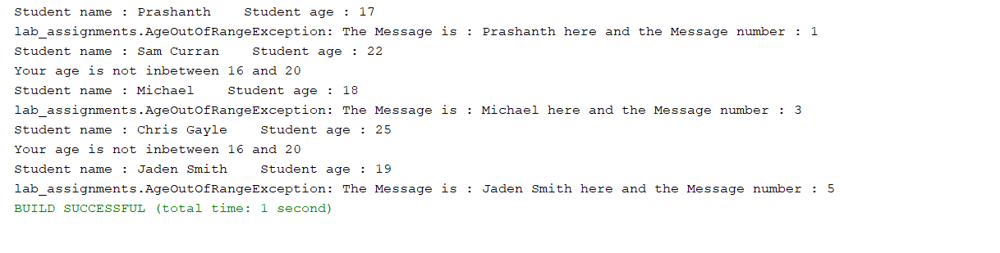 Student name : Prashanth    Student age : 17
lab_assignments.AgeOutOfRangeException: The Message is : Prashanth here and the Message number : 1
Student name : Sam Curran    Student age : 22
Your age is not inbetween 16 and 20
Student name : Michael    Student age : 18
lab_assignments.AgeOutOfRangeException: The Message is : Michael here and the Message number : 3
Student name : Chris Gayle    Student age : 25
Your age is not inbetween 16 and 20
Student name : Jaden Smith    Student age : 19
lab_assignments.AgeOutOfRangeException: The Message is : Jaden Smith here and the Message number : 5
BUILD SUCCESSFUL (total time: 1 second)